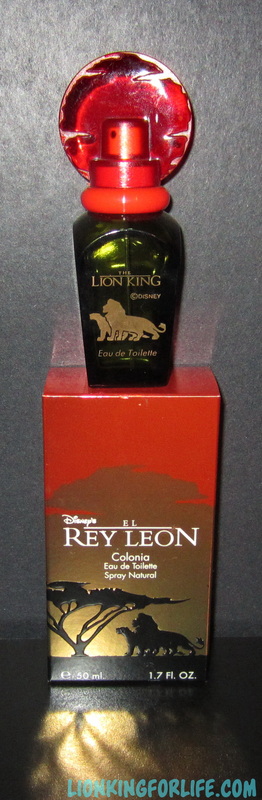 THE
LION KING
©DISNEY
Eau de Toilette
Disney's
EL
REY LEON
Colonia
Eau de Toilette
Spray Natural
℮ 50 ml. 1.7 FL. OZ.
LIONKINGFORLIFE.COM